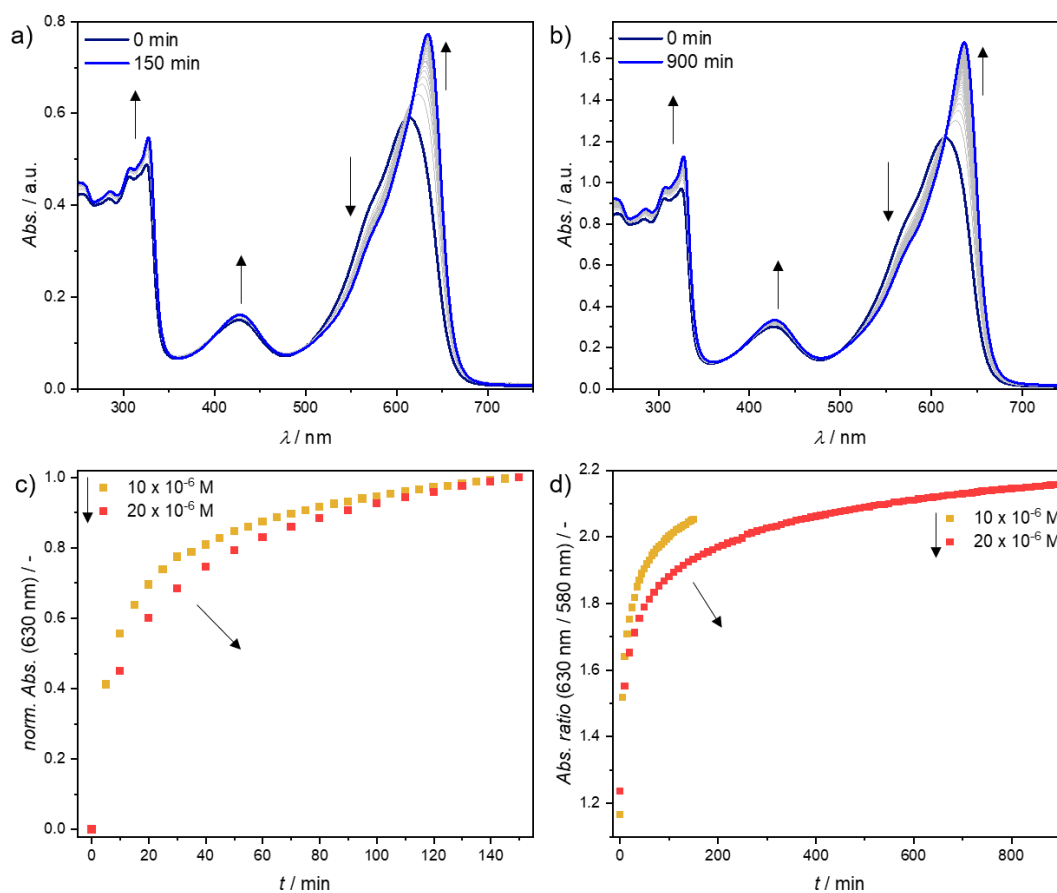 a)
0 min
150 min
Abs. / a.u.
0.8
0.6
0.4
0.2
0.0
300 400 500 600 700
λ / nm
b)
0 min
900 min
Abs. / a.u.
1.6
1.4
1.2
1.0
0.8
0.6
0.4
0.2
0.0
300 400 500 600 700
λ / nm
c)
10 x 10⁻⁶ M
20 x 10⁻⁶ M
norm. Abs. (630 nm) / -
1.0
0.8
0.6
0.4
0.2
0.0
0 20 40 60 80 100 120 140
t / min
d)
10 x 10⁻⁶ M
20 x 10⁻⁶ M
Abs. ratio (630 nm / 580 nm) / -
2.2
2.0
1.8
1.6
1.4
1.2
0 200 400 600 800
t / min